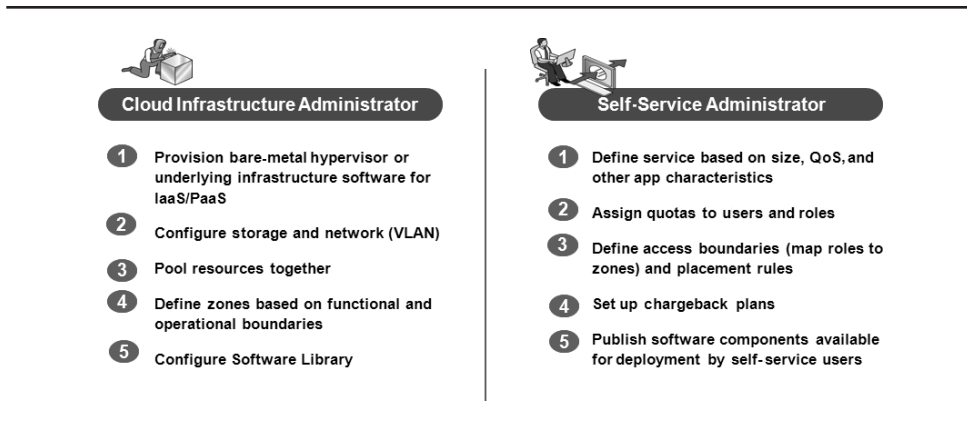 Cloud Infrastructure Administrator
1 Provision bare-metal hypervisor or
underlying infrastructure software for
IaaS/PaaS
2 Configure storage and network (VLAN)
3 Pool resources together
4 Define zones based on functional and
operational boundaries
5 Configure Software Library
Self-Service Administrator
1 Define service based on size, QoS, and
other app characteristics
2 Assign quotas to users and roles
3 Define access boundaries (map roles to
zones) and placement rules
4 Set up chargeback plans
5 Publish software components available
for deployment by self-service users